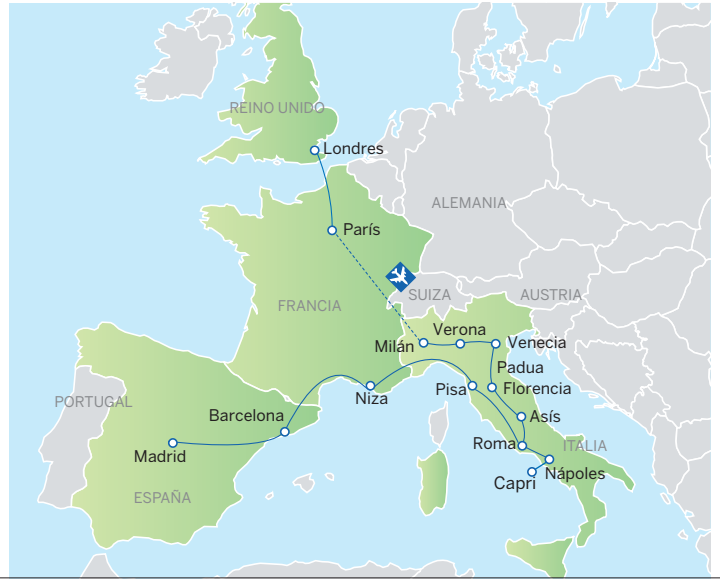 REINO UNIDO
Londres
ALEMANIA
París
SUIZA
AUSTRIA
FRANCIA
Verona
Milán
Venecia
Padua
Pisa
Florencia
Niza
PORTUGAL
Barcelona
Asís
Madrid
Roma
ITALIA
Nápoles
Capri
ESPAÑA